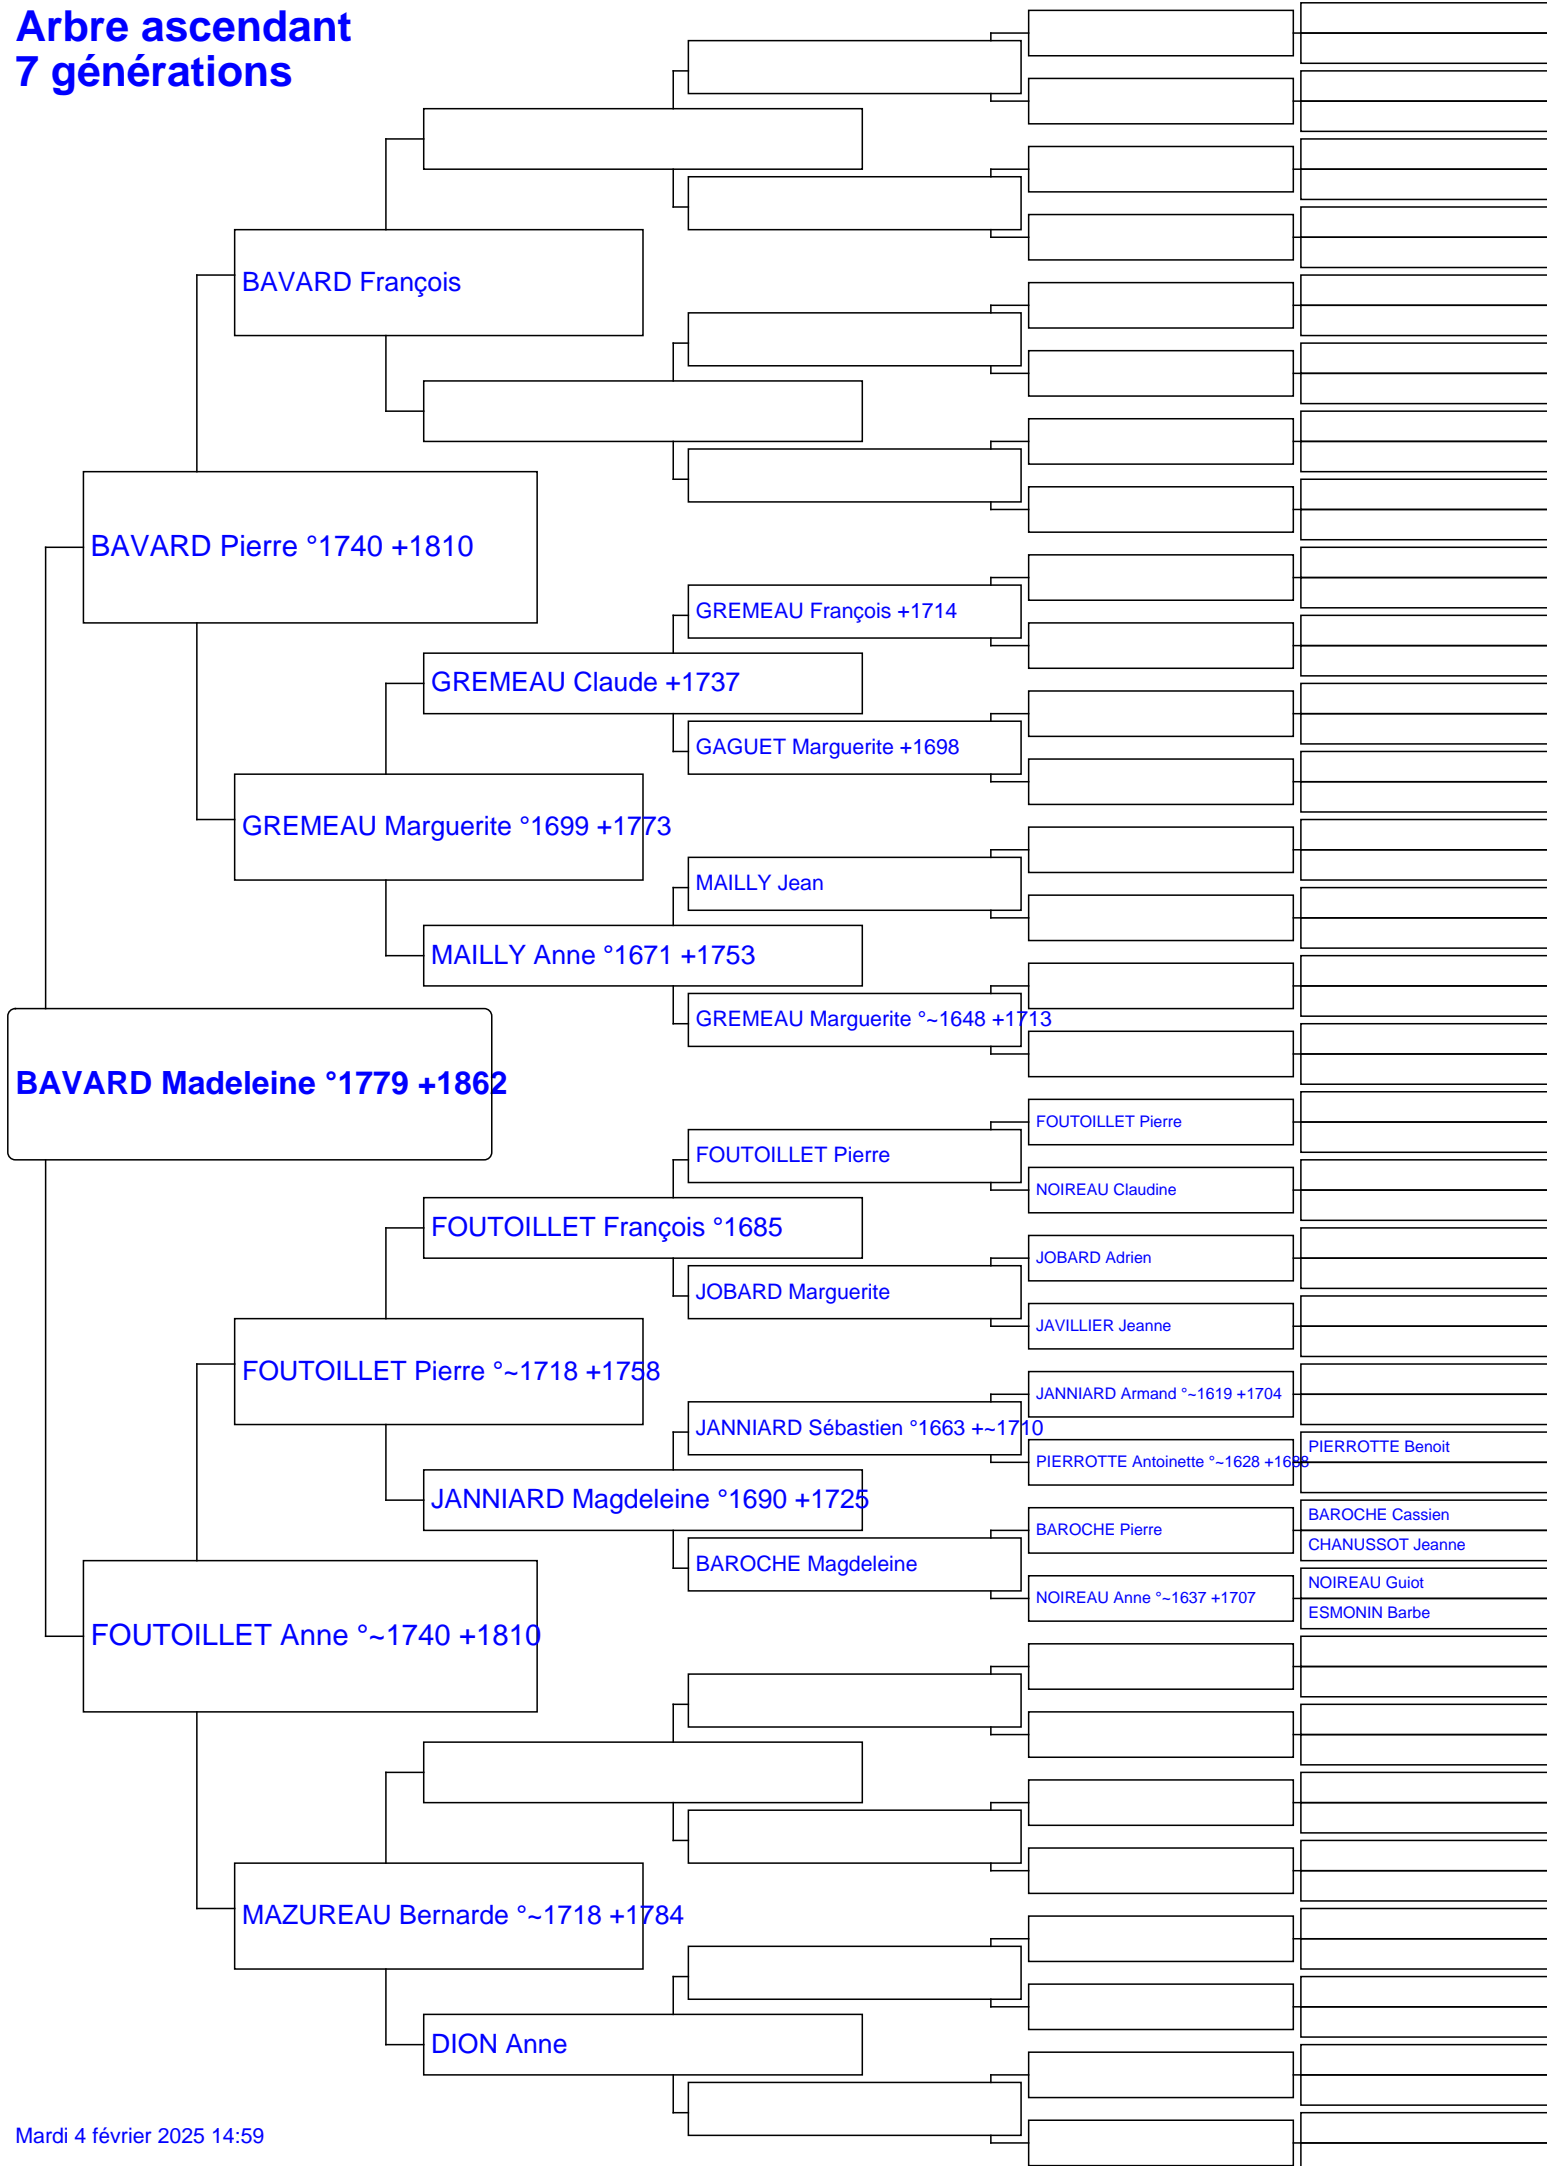 Arbre ascendant
7 générations
BAVARD François
BAVARD Pierre °1740 +1810
GREMEAU François +1714
GREMEAU Claude +1737
GAGUET Marguerite +1698
GREMEAU Marguerite °1699 +1773
MAILLY Jean
MAILLY Anne °1671 +1753
GREMEAU Marguerite °~1648 +1713
BAVARD Madeleine °1779 +1862
FOUTOILLET Pierre
FOUTOILLET Pierre
NOIREAU Claudine
FOUTOILLET François °1685
JOBARD Adrien
JOBARD Marguerite
JAVILLIER Jeanne
FOUTOILLET Pierre °~1718 +1758
JANNIARD Armand °~1619 +1704
JANNIARD Sébastien °1663 +~1710
PIERROTTE Benoit
PIERROTTE Antoinette °~1628 +1688
JANNIARD Magdeleine °1690 +1725
BAROCHE Cassien
BAROCHE Pierre
CHANUSSOT Jeanne
BAROCHE Magdeleine
NOIREAU Guiot
NOIREAU Anne °~1637 +1707
ESMONIN Barbe
FOUTOILLET Anne °~1740 +1810
MAZUREAU Bernarde °~1718 +1784
DION Anne
Mardi 4 février 2025 14:59